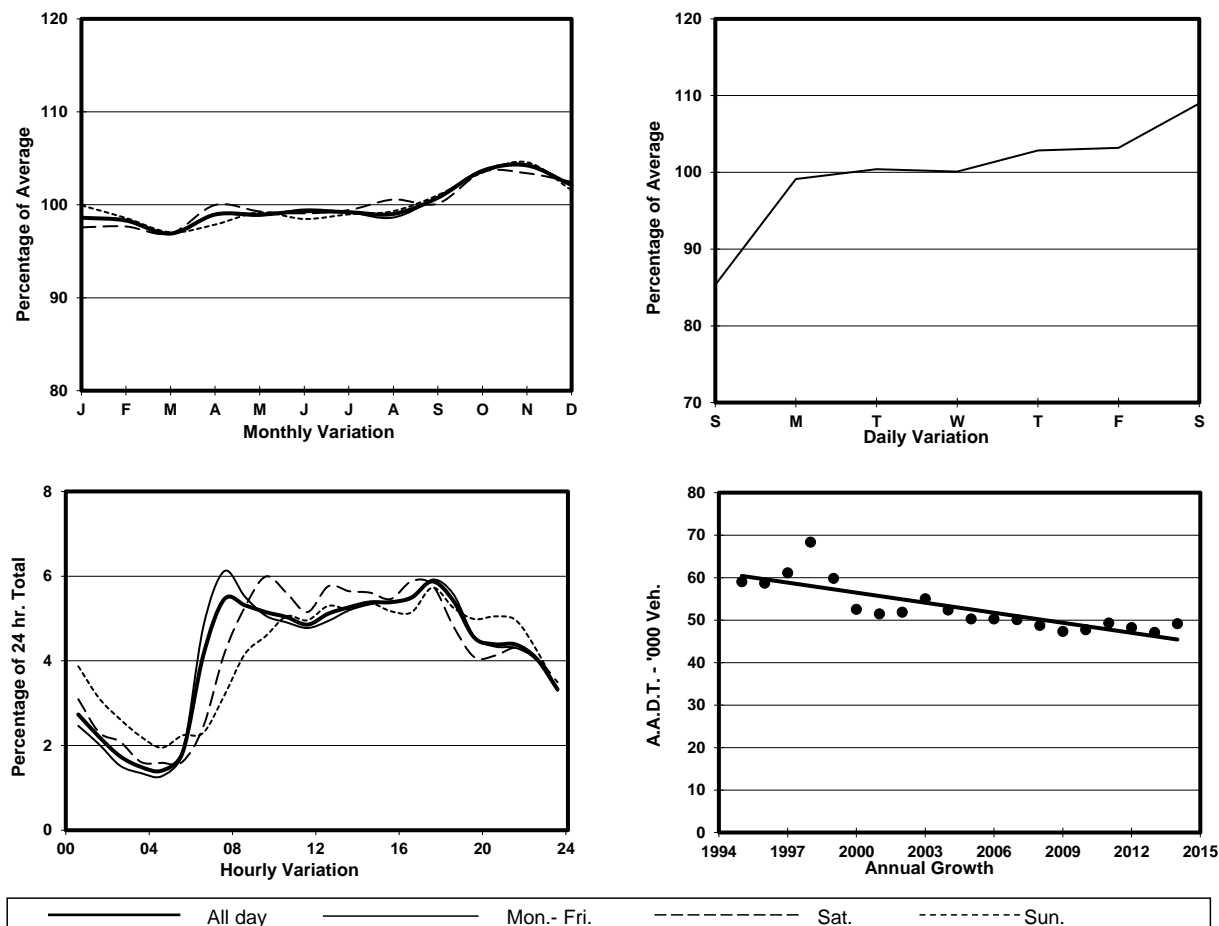 120
110
100
90
80
Percentage of Average
J F M A M J J A S O N D
Monthly Variation
120
110
100
90
80
70
Percentage of Average
S M T W T F S
Daily Variation
8
6
4
2
0
Percentage of 24 hr. Total
00 04 08 12 16 20 24
Hourly Variation
80
70
60
50
40
30
20
10
0
A.A.D.T. - '000 Veh.
1994 1997 2000 2003 2006 2009 2012 2015
Annual Growth
All day Mon.- Fri. Sat. Sun.